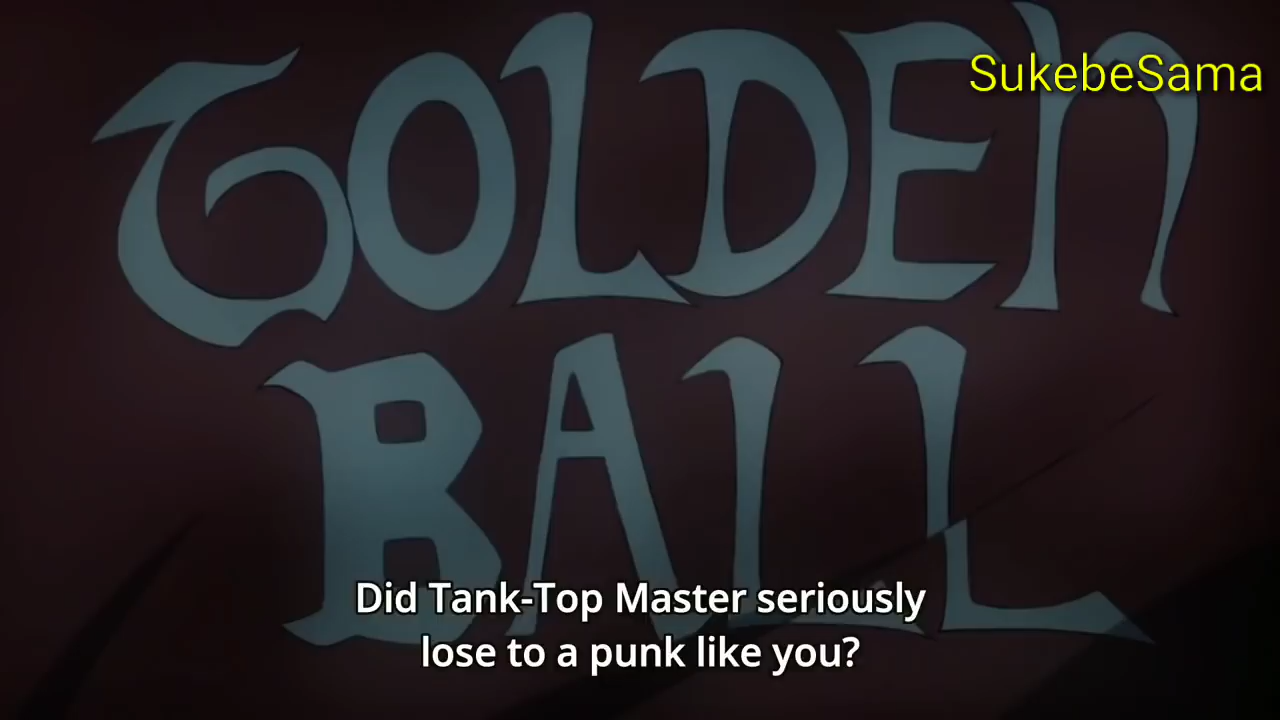 SukebeSama
GOLDEn
BALL
Did Tank-Top Master seriously
lose to a punk like you?